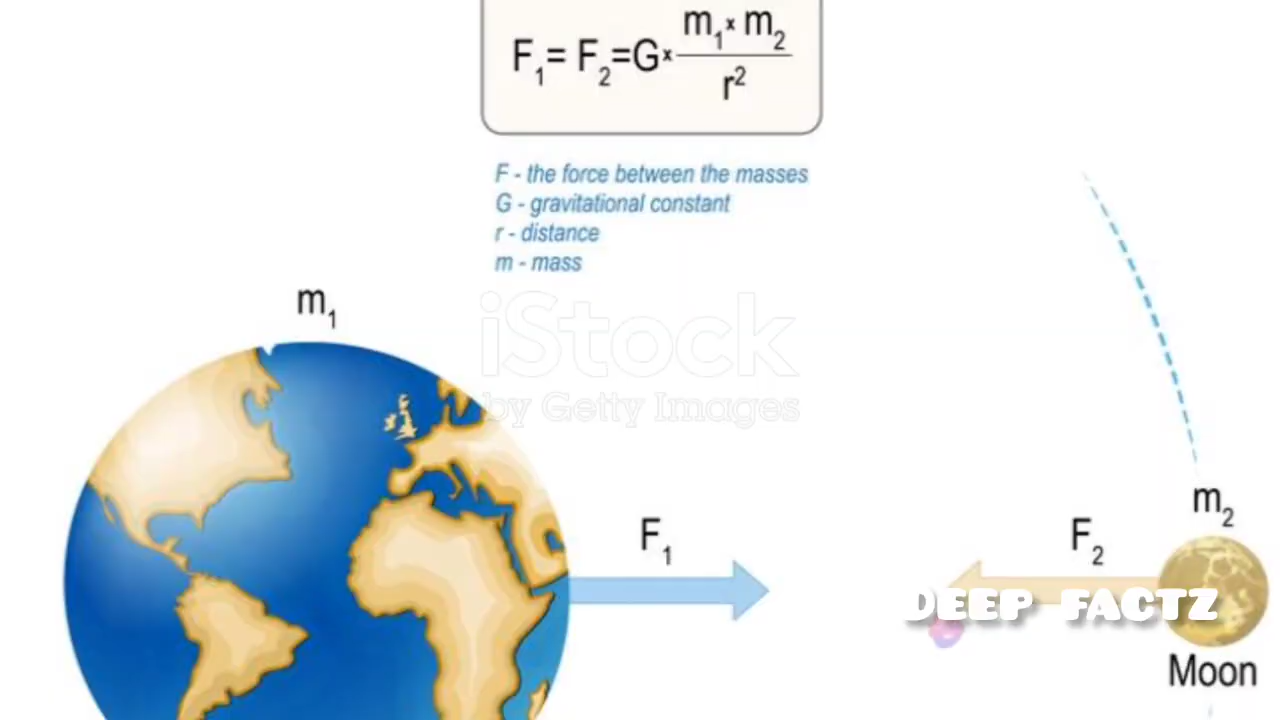 F₁= F₂=G× m₁×m₂
r²
F - the force between the masses
G - gravitational constant
r - distance
m - mass
m₁
iStock
by Getty Images
m₂
F₁
F₂
DEEP FACTZ
Moon